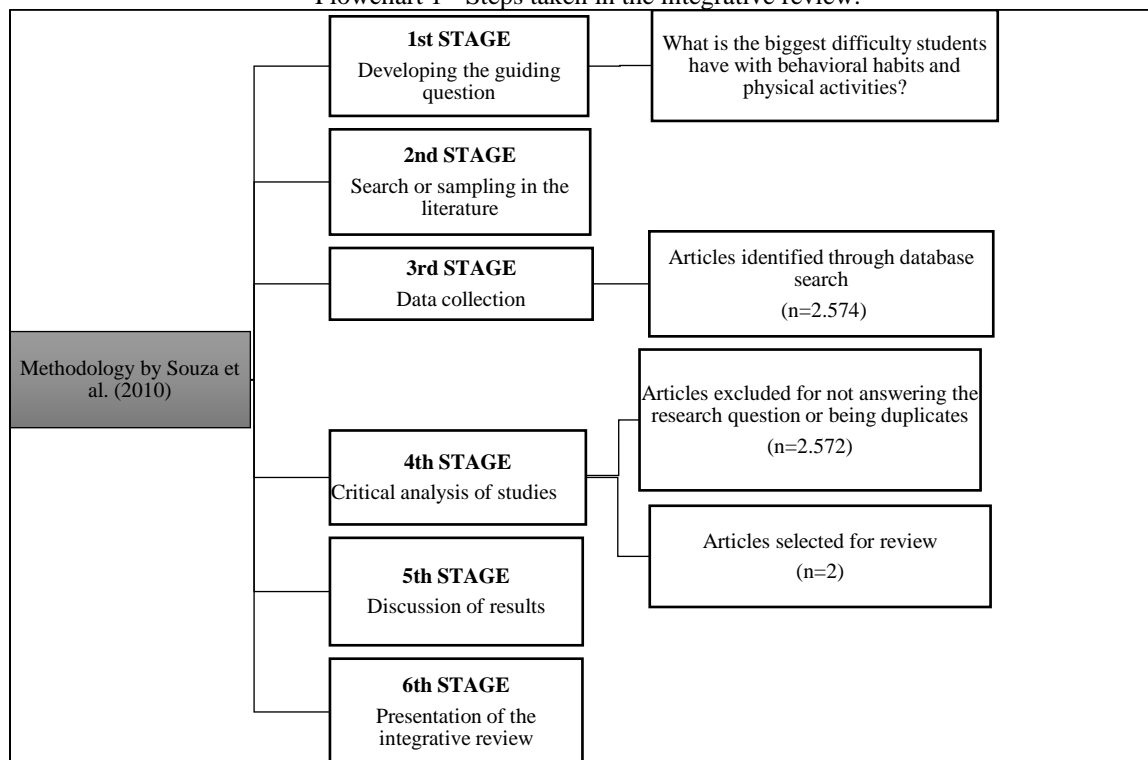 Flowchart 1 - Steps taken in the integrative review.
1st STAGE
Developing the guiding
question
What is the biggest difficulty students
have with behavioral habits and
physical activities?
2nd STAGE
Search or sampling in the
literature
3rd STAGE
Data collection
Articles identified through database
search
(n=2.574)
Methodology by Souza et
al. (2010)
4th STAGE
Critical analysis of studies
Articles excluded for not answering the
research question or being duplicates
(n=2.572)
Articles selected for review
(n=2)
5th STAGE
Discussion of results
6th STAGE
Presentation of the
integrative review